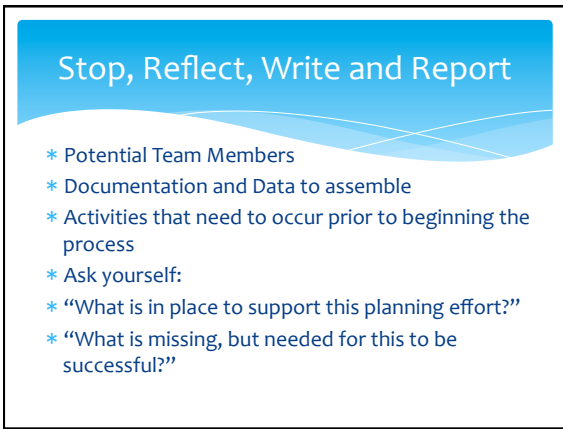 Stop, Reflect, Write and Report
* Potential Team Members
* Documentation and Data to assemble
* Activities that need to occur prior to beginning the
process
* Ask yourself:
* “What is in place to support this planning effort?”
* “What is missing, but needed for this to be
successful?”